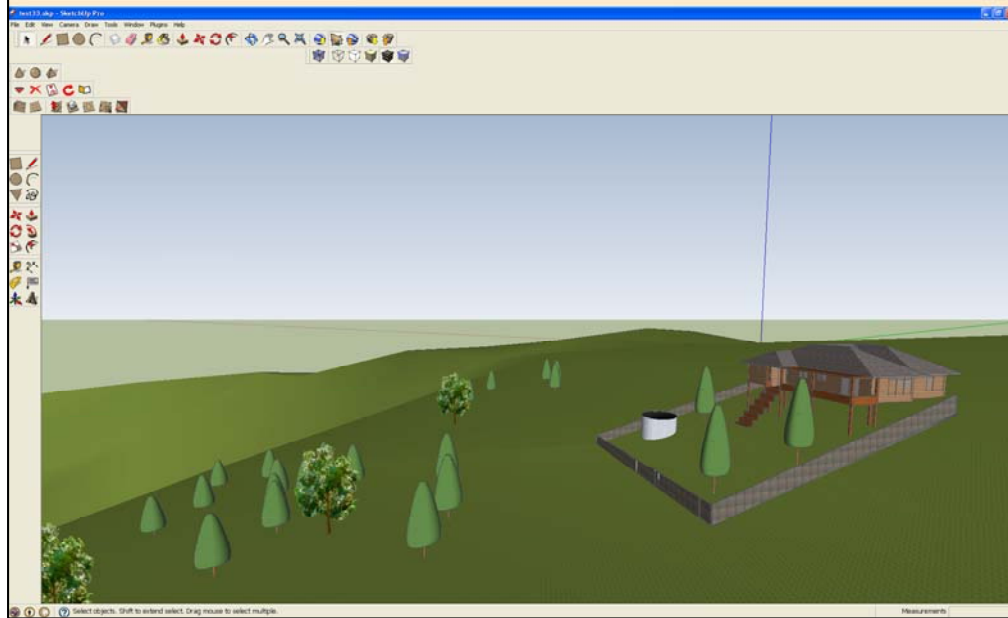 test33.skp - SketchUp Pro
File Edit View Camera Draw Tools Window Plugins Help
Select objects. Shift to extend select. Drag mouse to select multiple.
Measurements